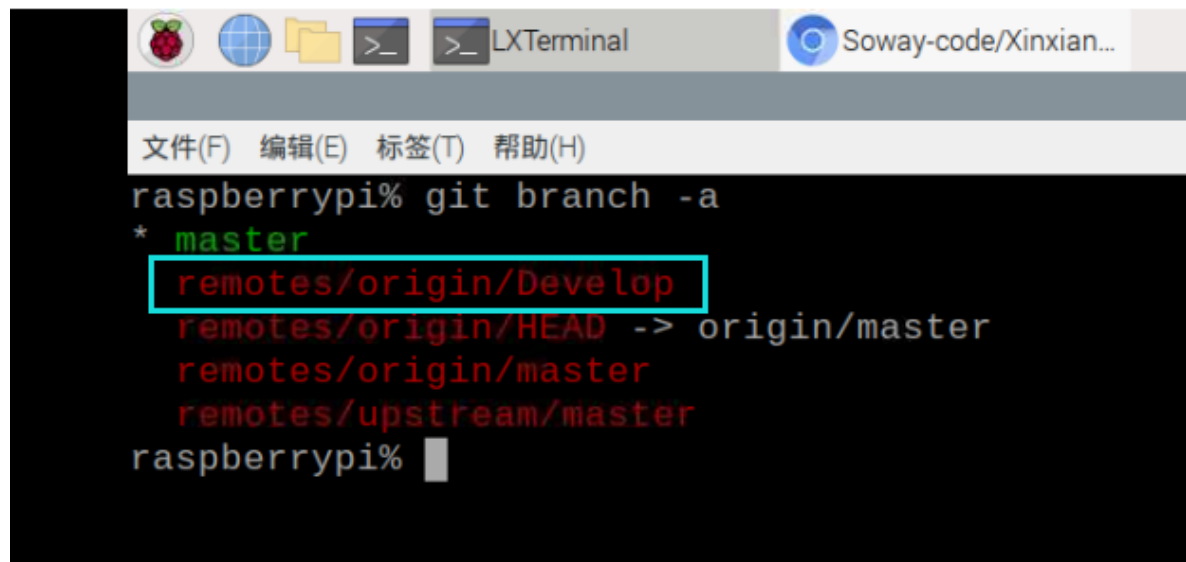 LXTerminal Soway-code/Xinxian...
文件(F) 编辑(E) 标签(T) 帮助(H)
raspberrypi% git branch -a
* master
remotes/origin/Develop
remotes/origin/HEAD -> origin/master
remotes/origin/master
remotes/upstream/master
raspberrypi%